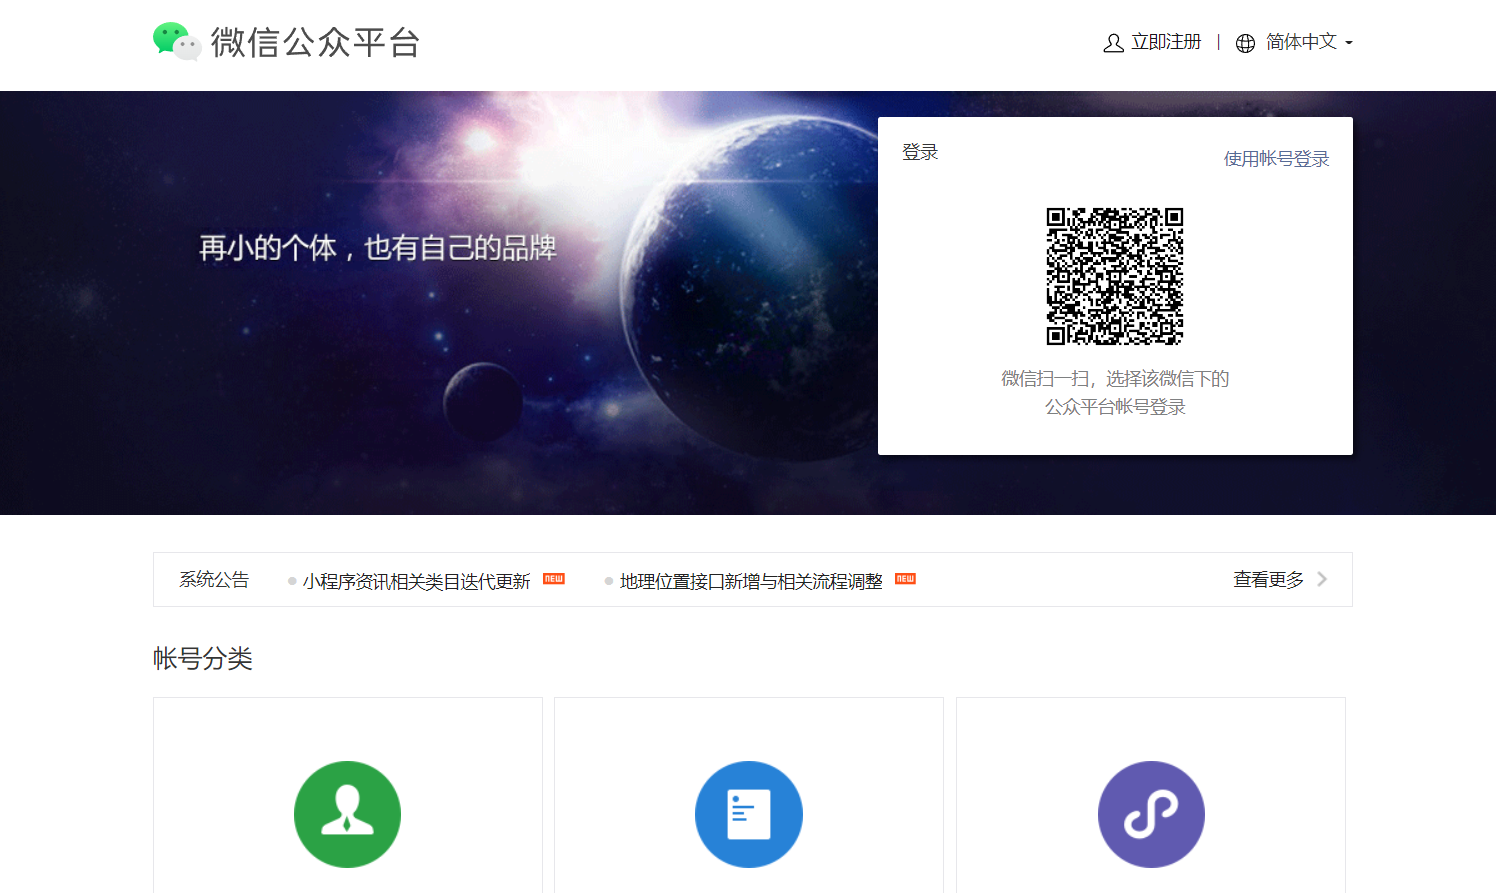 微信公众平台
立即注册
简体中文
登录
使用帐号登录
再小的个体，也有自己的品牌
微信扫一扫，选择该微信下的
公众平台帐号登录
系统公告
小程序资讯相关类目迭代更新 NEW
地理位置接口新增与相关流程调整 NEW
查看更多
帐号分类